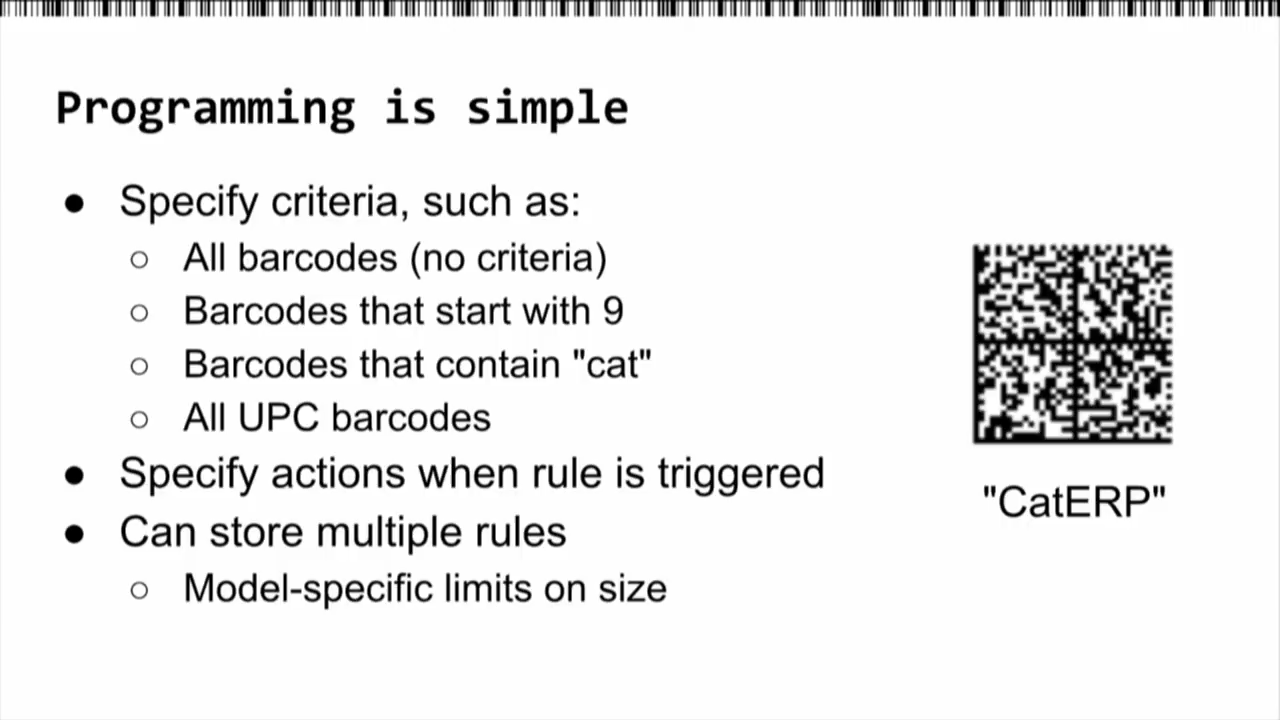 Programming is simple
● Specify criteria, such as:
○ All barcodes (no criteria)
○ Barcodes that start with 9
○ Barcodes that contain "cat"
○ All UPC barcodes
● Specify actions when rule is triggered
● Can store multiple rules
○ Model-specific limits on size
"CatERP"